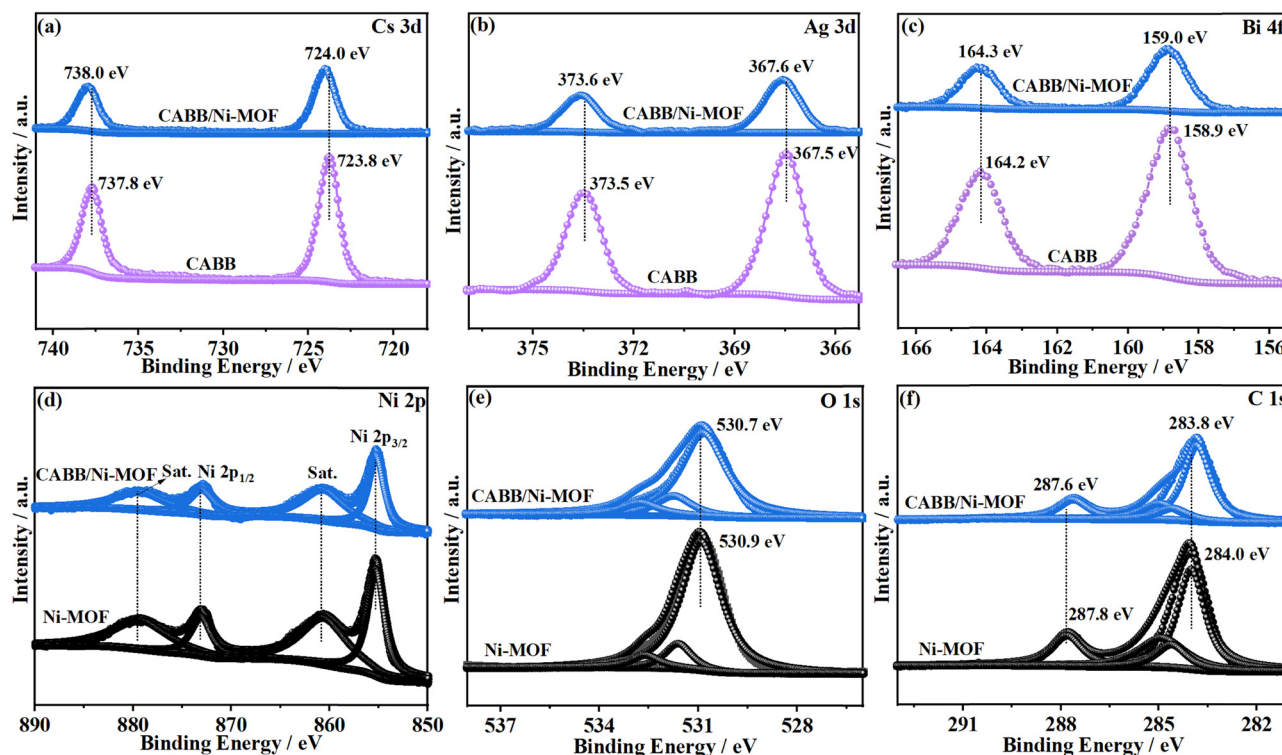 (a)
Cs 3d
738.0 eV
724.0 eV
CABB/Ni-MOF
737.8 eV
723.8 eV
CABB
Intensity / a.u.
740 735 730 725 720
Binding Energy / eV
(b)
Ag 3d
373.6 eV
367.6 eV
CABB/Ni-MOF
373.5 eV
367.5 eV
CABB
Intensity / a.u.
375 372 369 366
Binding Energy / eV
(c)
Bi 4f
164.3 eV
159.0 eV
CABB/Ni-MOF
164.2 eV
158.9 eV
CABB
Intensity / a.u.
166 164 162 160 158 156
Binding Energy / eV
(d)
Ni 2p
Ni 2p3/2
CABB/Ni-MOF
Sat.
Ni 2p1/2
Sat.
Ni-MOF
Intensity / a.u.
890 880 870 860 850
Binding Energy / eV
(e)
O 1s
530.7 eV
CABB/Ni-MOF
530.9 eV
Ni-MOF
Intensity / a.u.
537 534 531 528
Binding Energy / eV
(f)
C 1s
283.8 eV
287.6 eV
CABB/Ni-MOF
284.0 eV
287.8 eV
Ni-MOF
Intensity / a.u.
291 288 285 282
Binding Energy / eV